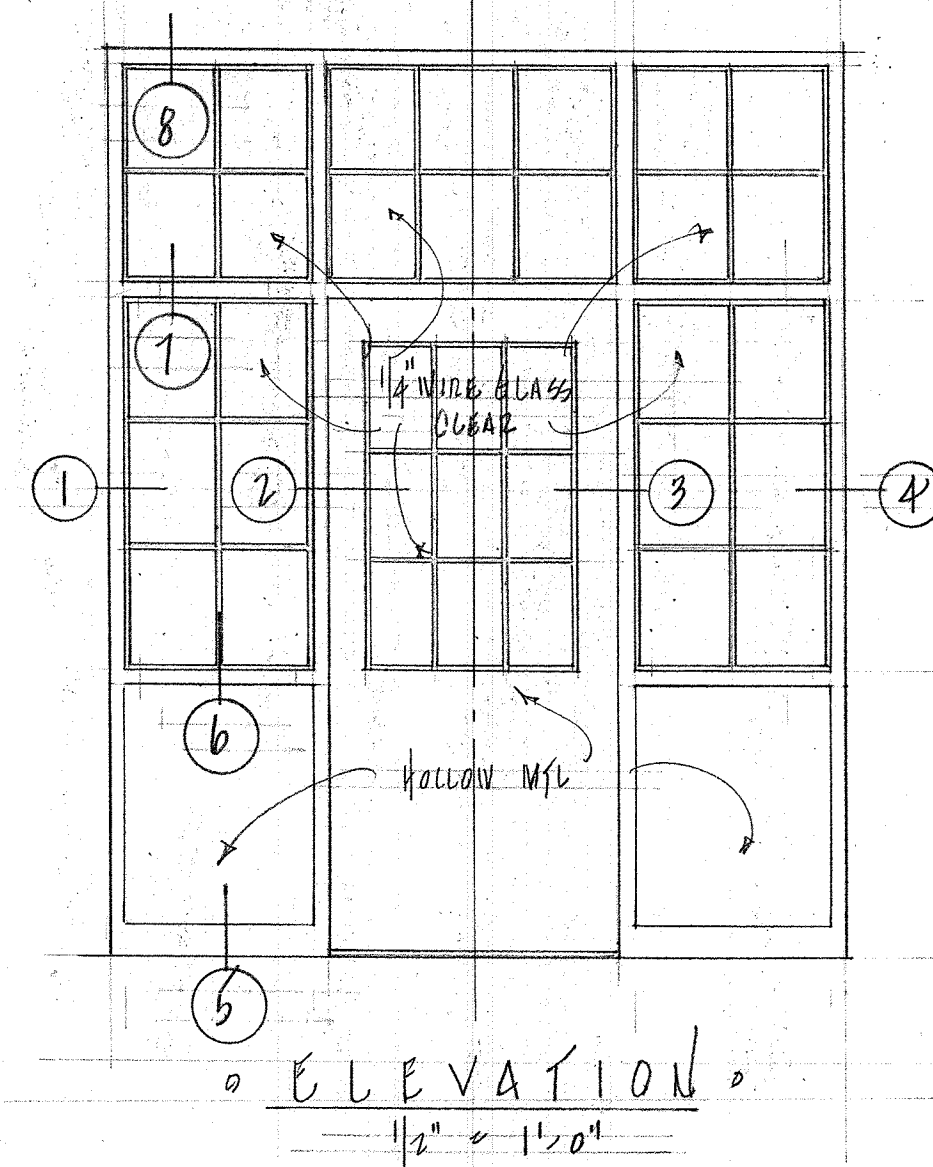 8
7
1/4" WIRE GLASS
CLEAR
1
2
3
4
6
HOLLOW MTL
5
ELEVATION
1/2" = 1'-0"